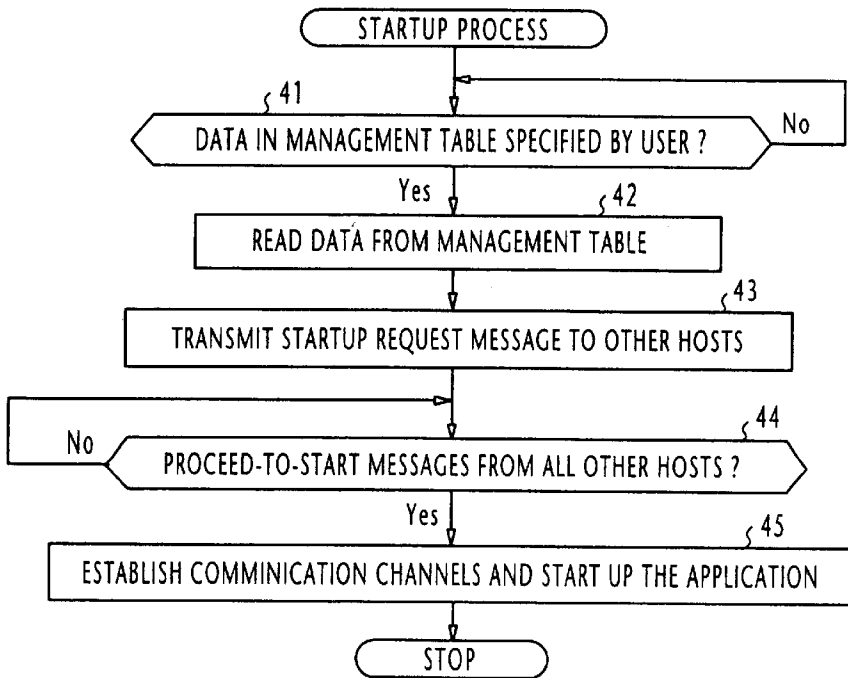 STARTUP PROCESS
41
DATA IN MANAGEMENT TABLE SPECIFIED BY USER ?
No
Yes
42
READ DATA FROM MANAGEMENT TABLE
43
TRANSMIT STARTUP REQUEST MESSAGE TO OTHER HOSTS
No
44
PROCEED-TO-START MESSAGES FROM ALL OTHER HOSTS ?
Yes
45
ESTABLISH COMMINICATION CHANNELS AND START UP THE APPLICATION
STOP